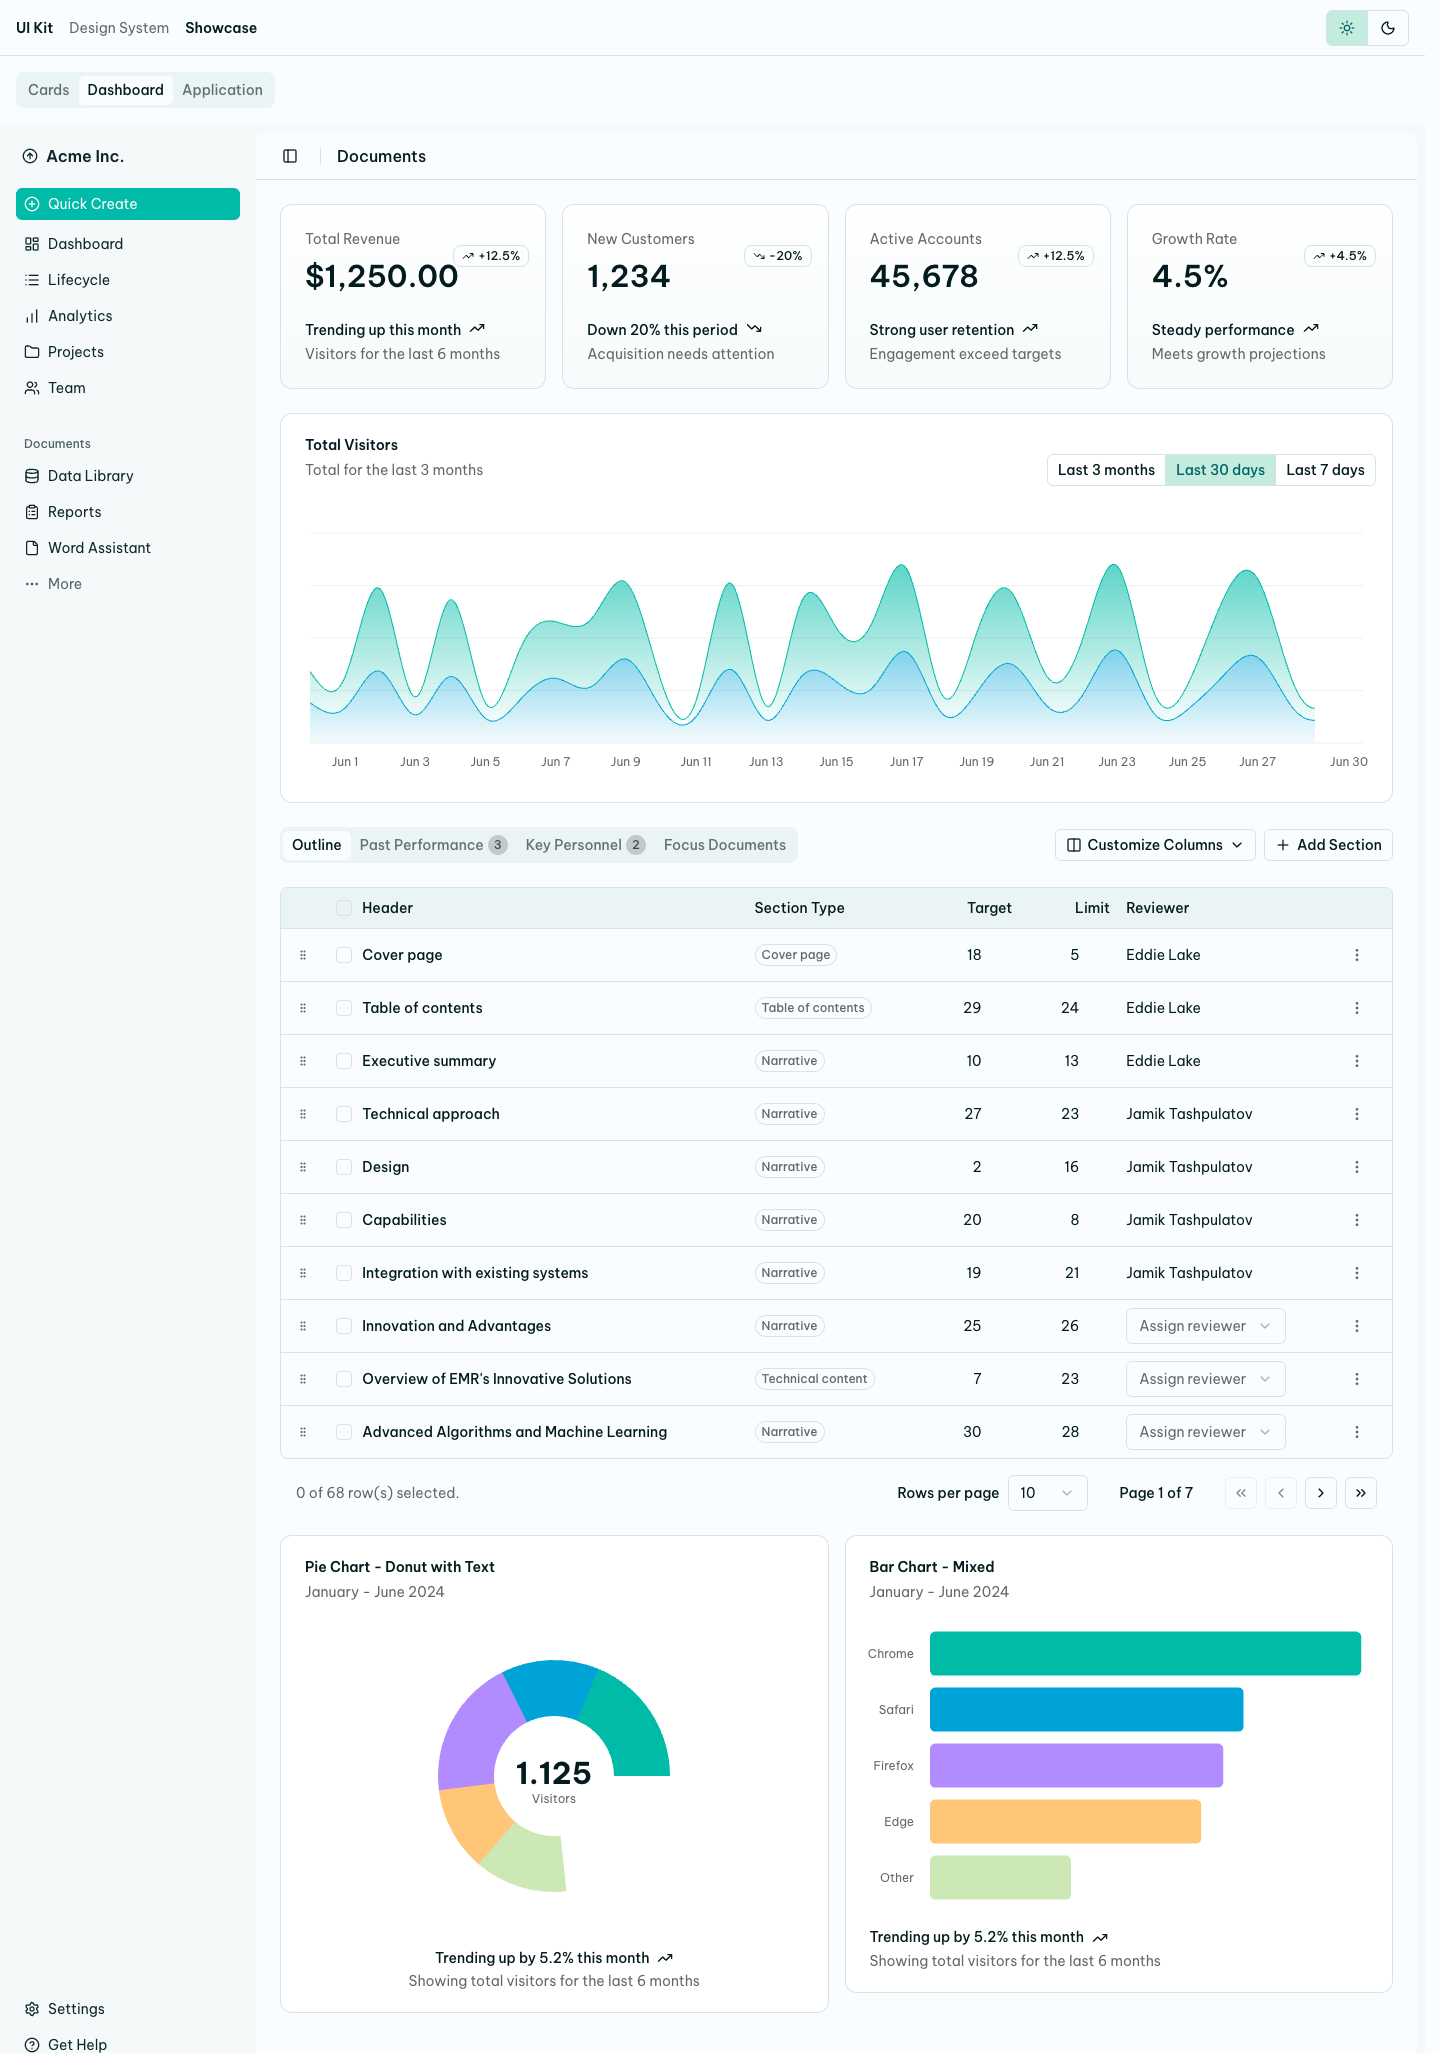 UI Kit Design System Showcase
Cards Dashboard Application
Acme Inc.
Quick Create
Dashboard
Lifecycle
Analytics
Projects
Team
Documents
Data Library
Reports
Word Assistant
More
Settings
Get Help
Documents
Total Revenue
$1,250.00
+12.5%
Trending up this month
Visitors for the last 6 months
New Customers
1,234
-20%
Down 20% this period
Acquisition needs attention
Active Accounts
45,678
+12.5%
Strong user retention
Engagement exceed targets
Growth Rate
4.5%
+4.5%
Steady performance
Meets growth projections
Total Visitors
Total for the last 3 months
Last 3 months Last 30 days Last 7 days
Jun 1 Jun 3 Jun 5 Jun 7 Jun 9 Jun 11 Jun 13 Jun 15 Jun 17 Jun 19 Jun 21 Jun 23 Jun 25 Jun 27 Jun 30
Outline Past Performance 3 Key Personnel 2 Focus Documents
Customize Columns Add Section
Header Section Type Target Limit Reviewer
Cover page Cover page 18 5 Eddie Lake
Table of contents Table of contents 29 24 Eddie Lake
Executive summary Narrative 10 13 Eddie Lake
Technical approach Narrative 27 23 Jamik Tashpulatov
Design Narrative 2 16 Jamik Tashpulatov
Capabilities Narrative 20 8 Jamik Tashpulatov
Integration with existing systems Narrative 19 21 Jamik Tashpulatov
Innovation and Advantages Narrative 25 26 Assign reviewer
Overview of EMR's Innovative Solutions Technical content 7 23 Assign reviewer
Advanced Algorithms and Machine Learning Narrative 30 28 Assign reviewer
0 of 68 row(s) selected.
Rows per page 10 Page 1 of 7
Pie Chart - Donut with Text
January - June 2024
1.125
Visitors
Trending up by 5.2% this month
Showing total visitors for the last 6 months
Bar Chart - Mixed
January - June 2024
Chrome
Safari
Firefox
Edge
Other
Trending up by 5.2% this month
Showing total visitors for the last 6 months